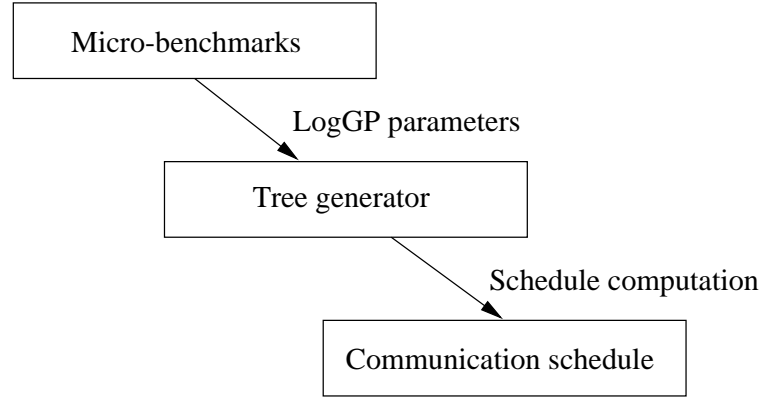 Micro-benchmarks
LogGP parameters
Tree generator
Schedule computation
Communication schedule